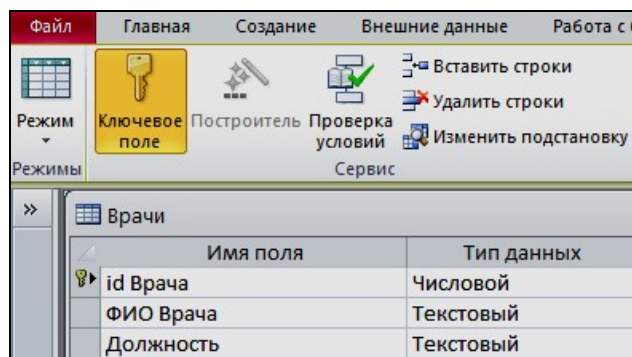 Файл Главная Создание Внешние данные Работа с
Вставить строки
Удалить строки
Изменить подстановку
Режим Ключевое поле Построитель Проверка условий
Режимы Сервис
» Врачи
Имя поля Тип данных
id Врача Числовой
ФИО Врача Текстовый
Должность Текстовый